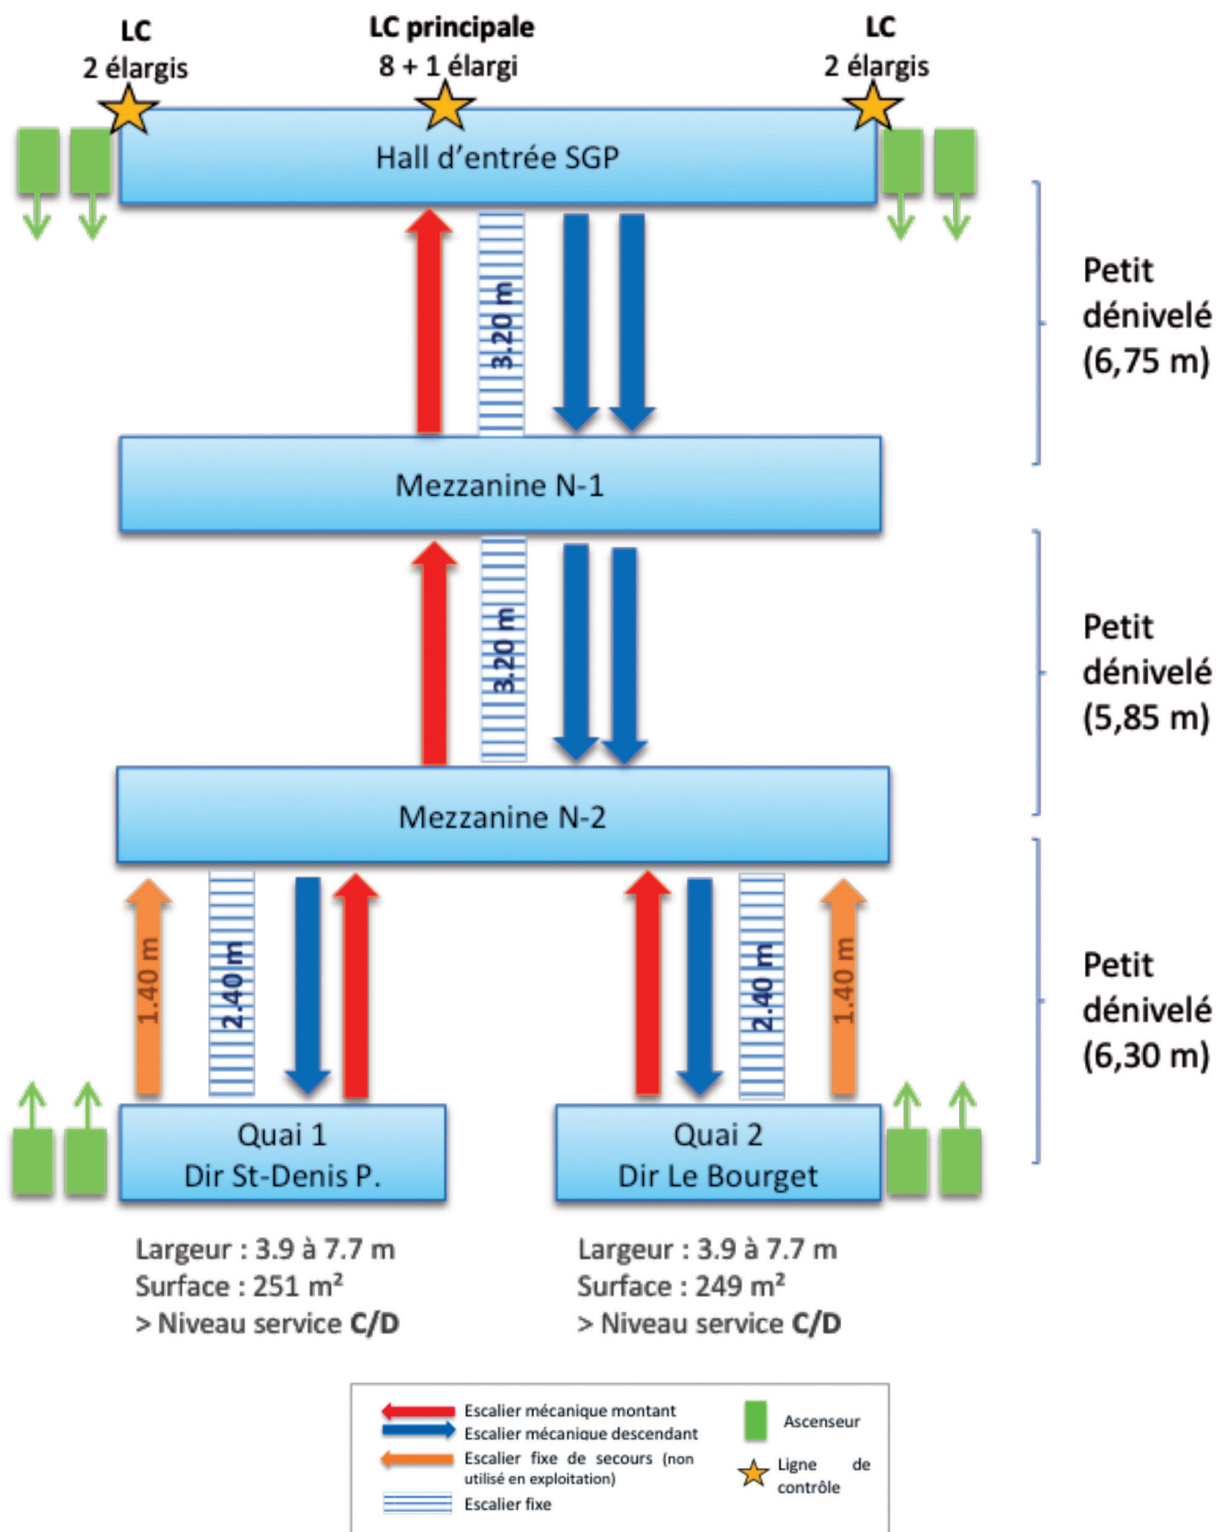 LC
2 élargis
LC principale
8 + 1 élargi
LC
2 élargis
Hall d'entrée SGP
3.20 m
Petit
dénivelé
(6,75 m)
Mezzanine N-1
3.20 m
Petit
dénivelé
(5,85 m)
Mezzanine N-2
1.40 m
2.40 m
2.40 m
1.40 m
Petit
dénivelé
(6,30 m)
Quai 1
Dir St-Denis P.
Quai 2
Dir Le Bourget
Largeur : 3.9 à 7.7 m
Surface : 251 m²
> Niveau service C/D
Largeur : 3.9 à 7.7 m
Surface : 249 m²
> Niveau service C/D
Escalier mécanique montant
Escalier mécanique descendant
Escalier fixe de secours (non
utilisé en exploitation)
Escalier fixe
Ascenseur
Ligne de
contrôle